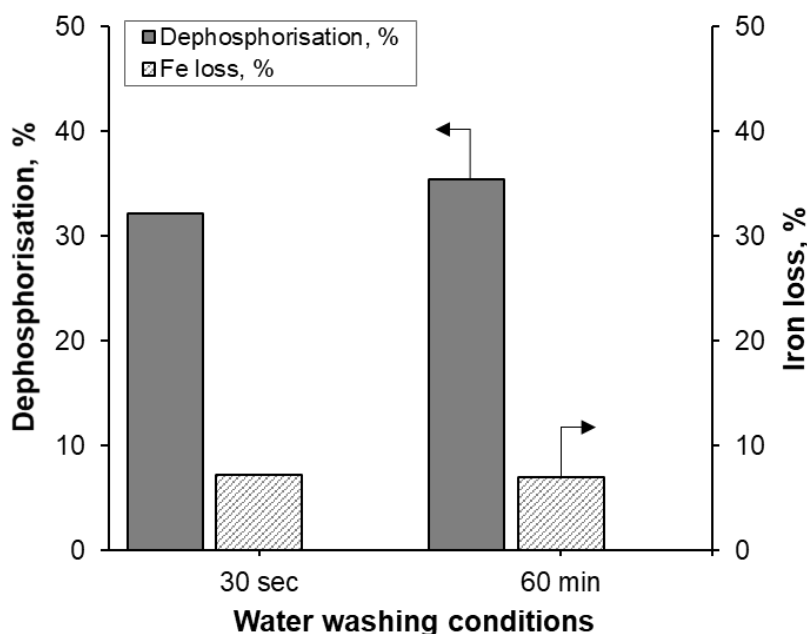 Dephosphorisation, %
Fe loss, %
50
40
30
20
10
0
Dephosphorisation, %
50
40
30
20
10
0
Iron loss, %
30 sec
60 min
Water washing conditions